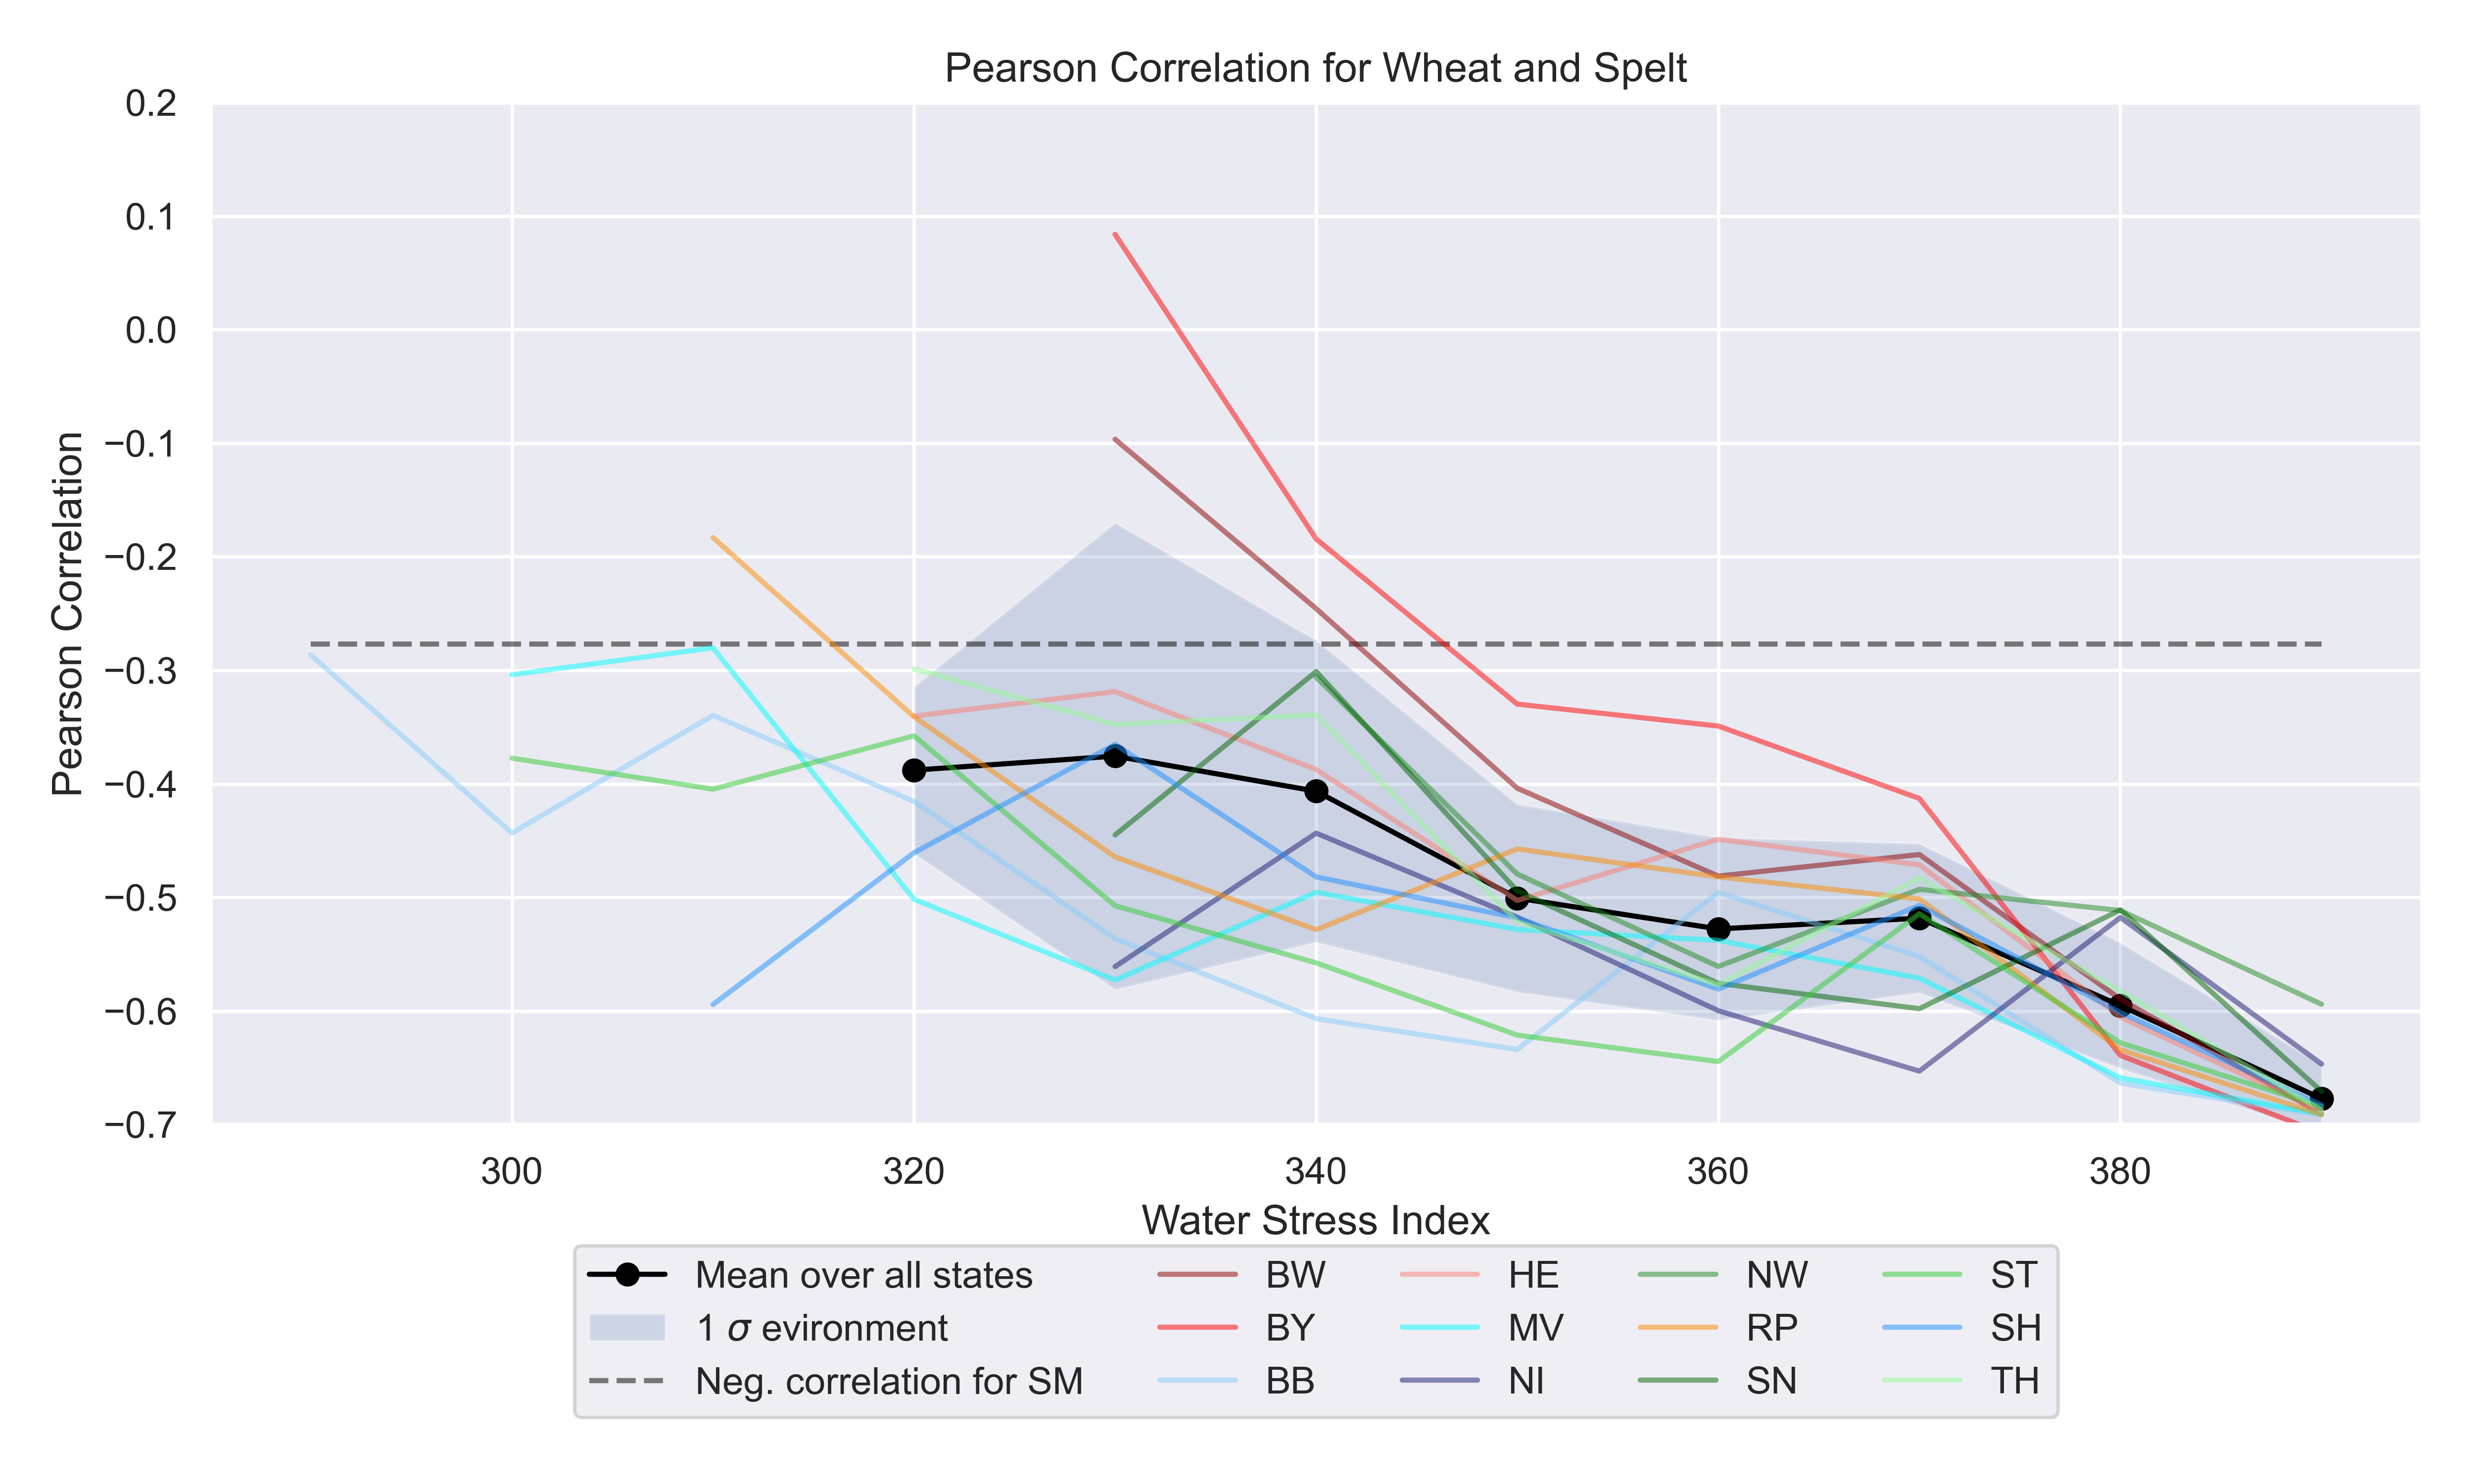 Pearson Correlation for Wheat and Spelt
0.2
0.1
0.0
−0.1
−0.2
−0.3
−0.4
−0.5
−0.6
−0.7
Pearson Correlation
300 320 340 360 380
Water Stress Index
Mean over all states BW HE NW ST
1 σ evironment BY MV RP SH
Neg. correlation for SM BB NI SN TH